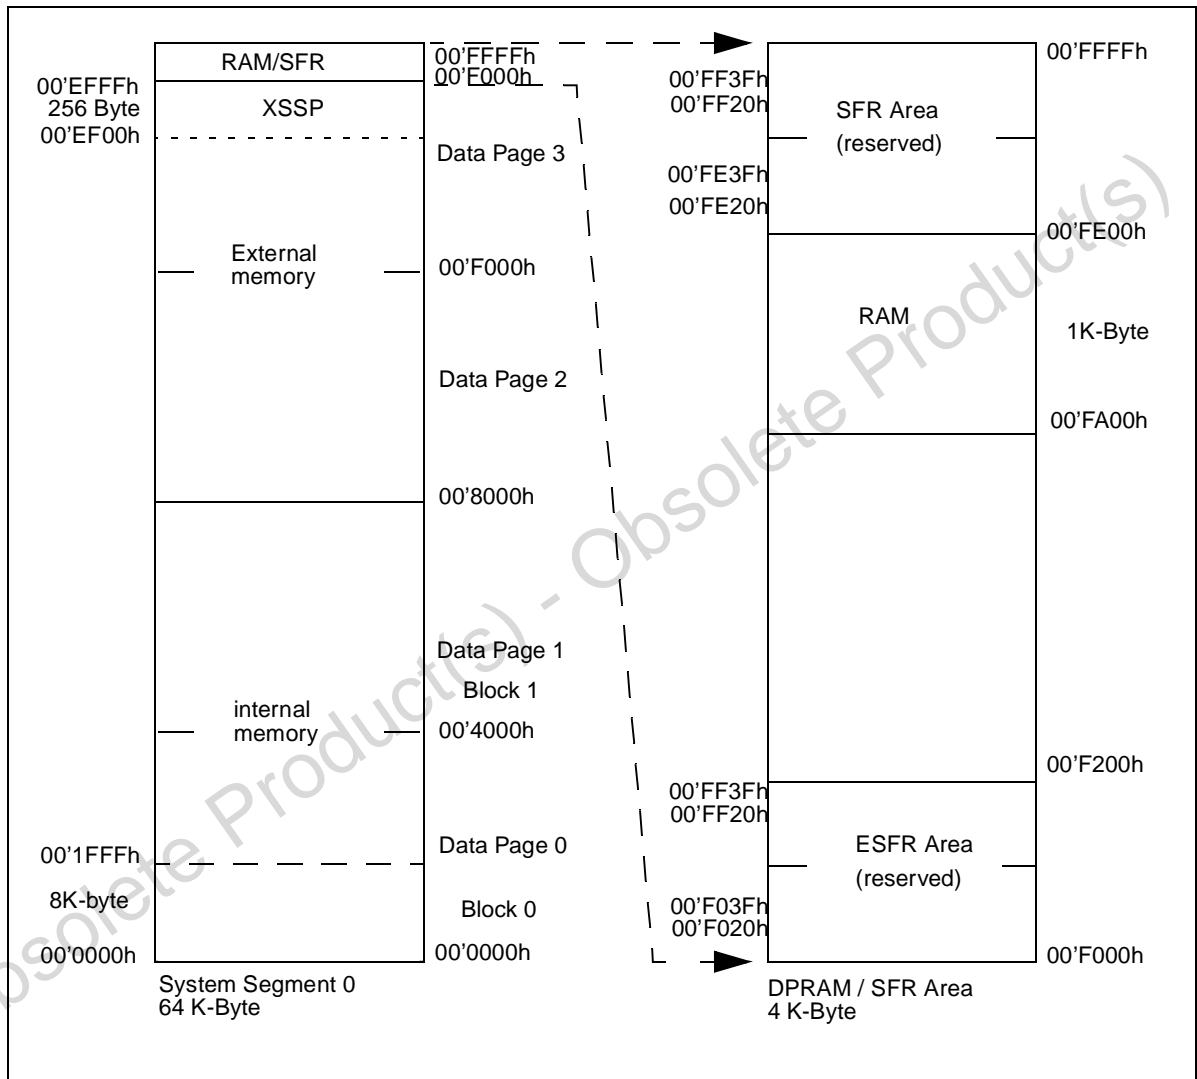 RAM/SFR
00'FFFFh
00'F000h
00'EFFFh
256 Byte
00'EF00h
XSSP
Data Page 3
External
memory
00'F000h
Data Page 2
00'8000h
Data Page 1
Block 1
internal
memory
00'4000h
Data Page 0
00'1FFFh
8K-byte
Block 0
00'0000h
00'0000h
System Segment 0
64 K-Byte
00'FFFFh
00'FF3Fh
00'FF20h
SFR Area
(reserved)
00'FE3Fh
00'FE20h
00'FE00h
RAM
1K-Byte
00'FA00h
00'F200h
00'FF3Fh
00'FF20h
ESFR Area
(reserved)
00'F03Fh
00'F020h
00'F000h
DPRAM / SFR Area
4 K-Byte
bsolete Product(s) - Obsolete Product(s)